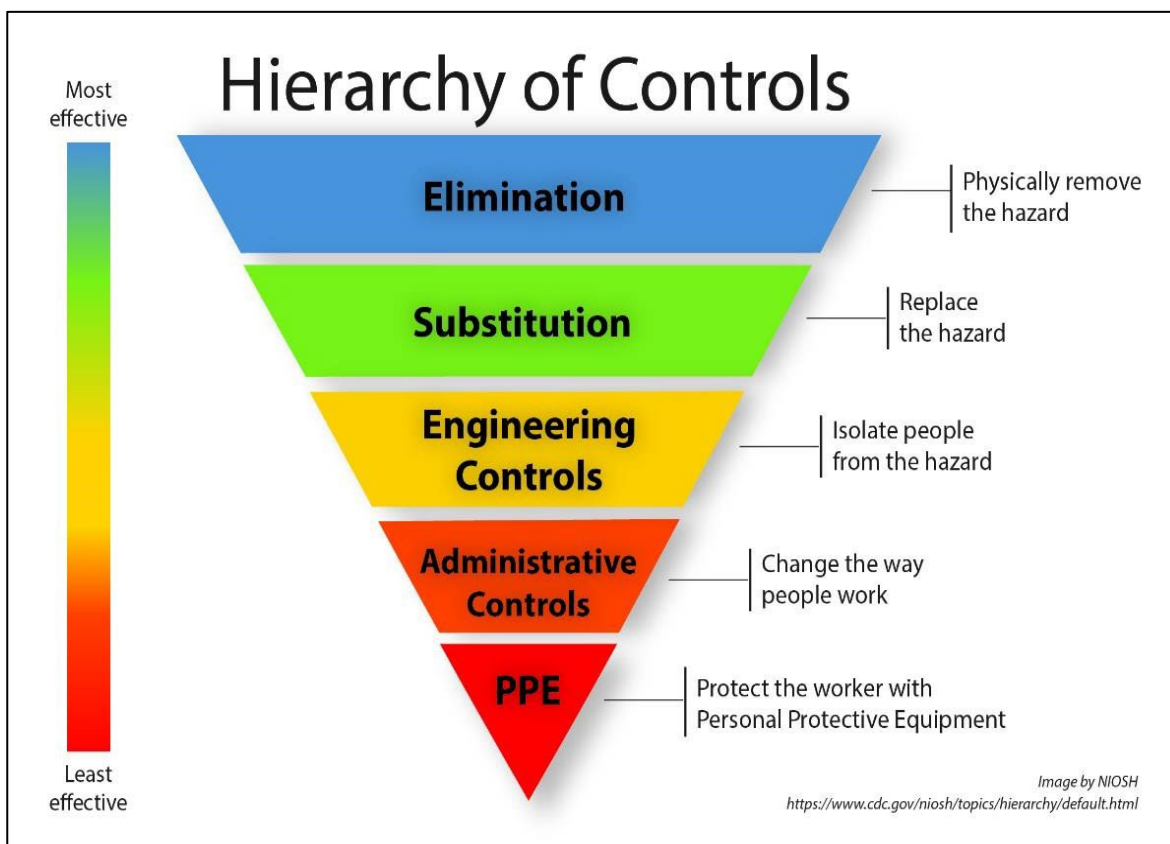 Hierarchy of Controls
Most
effective
Elimination
Physically remove
the hazard
Substitution
Replace
the hazard
Engineering
Controls
Isolate people
from the hazard
Administrative
Controls
Change the way
people work
PPE
Protect the worker with
Personal Protective Equipment
Least
effective
Image by NIOSH
https://www.cdc.gov/niosh/topics/hierarchy/default.html